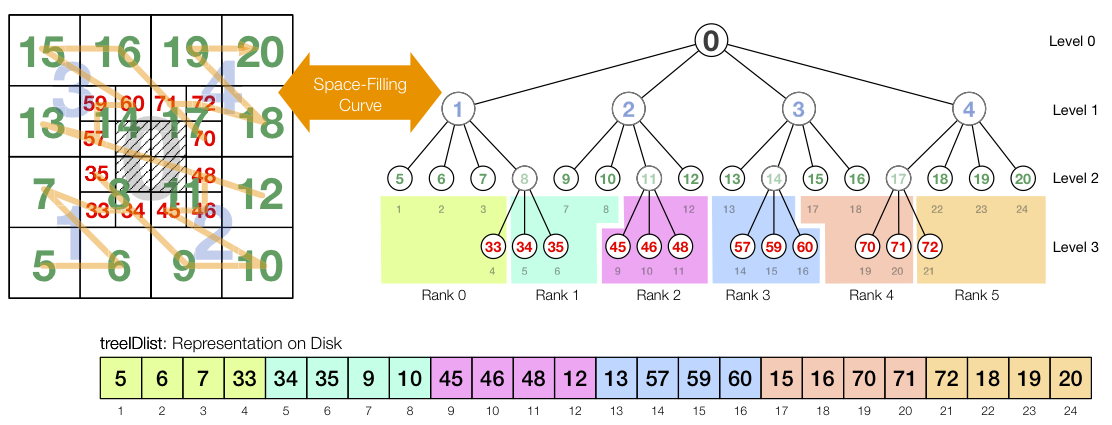 15 16 19 20
3 4
59 60 71 72
13 14 17 18
57 70
35 48
7 8 11 12
33 34 45 46
1 2
5 6 9 10
Space-Filling
Curve
0 Level 0
1 2 3 4 Level 1
5 6 7 8 9 10 11 12 13 14 15 16 17 18 19 20 Level 2
1 2 3 7 8 12 13 17 18 22 23 24
33 34 35 45 46 48 57 59 60 70 71 72 Level 3
4 5 6 9 10 11 14 15 16 19 20 21
Rank 0 Rank 1 Rank 2 Rank 3 Rank 4 Rank 5
treeIDlist: Representation on Disk
5 6 7 33 34 35 9 10 45 46 48 12 13 57 59 60 15 16 70 71 72 18 19 20
1 2 3 4 5 6 7 8 9 10 11 12 13 14 15 16 17 18 19 20 21 22 23 24